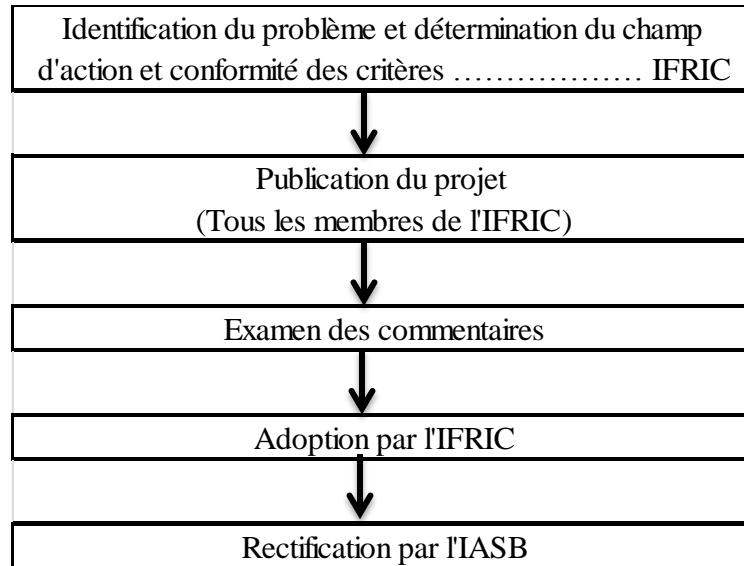 Identification du problème et détermination du champ
d'action et conformité des critères ……………… IFRIC
Publication du projet
(Tous les membres de l'IFRIC)
Examen des commentaires
Adoption par l'IFRIC
Rectification par l'IASB